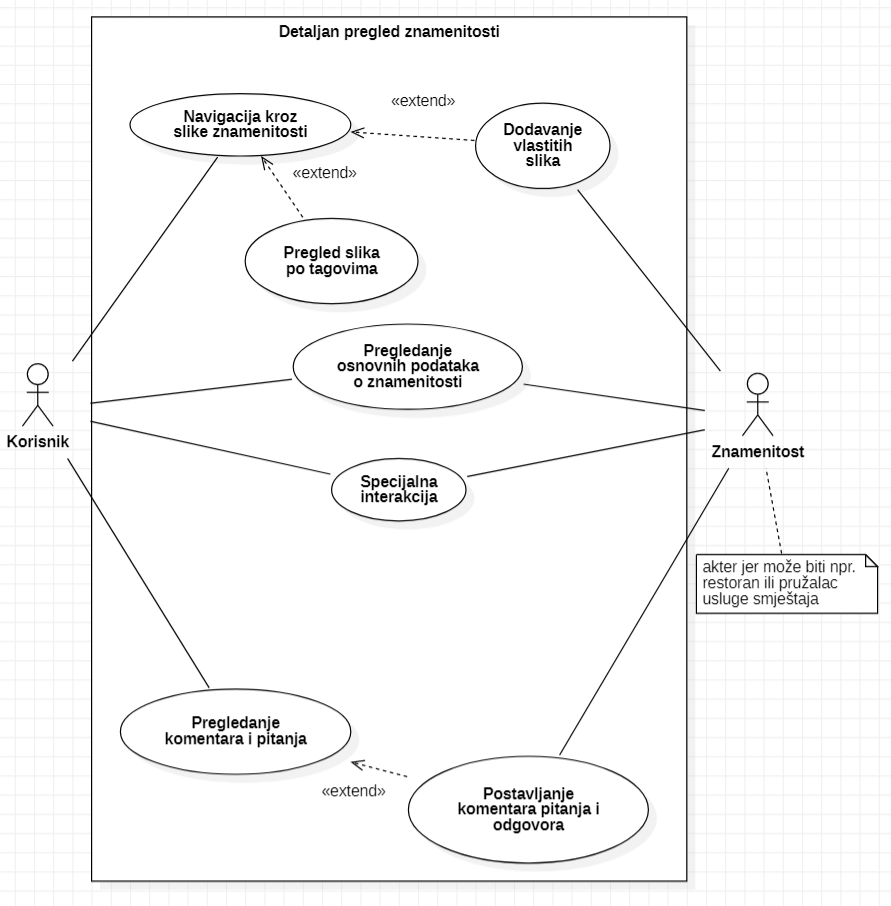 Detaljan pregled znamenitosti
«extend»
Navigacija kroz
slike znamenitosti
Dodavanje
vlastitih
slika
«extend»
Pregled slika
po tagovima
Pregledanje
osnovnih podataka
o znamenitosti
Korisnik
Znamenitost
Specijalna
interakcija
akter jer može biti npr.
restoran ili pružalac
usluge smještaja
Pregledanje
komentara i pitanja
«extend»
Postavljanje
komentara pitanja i
odgovora